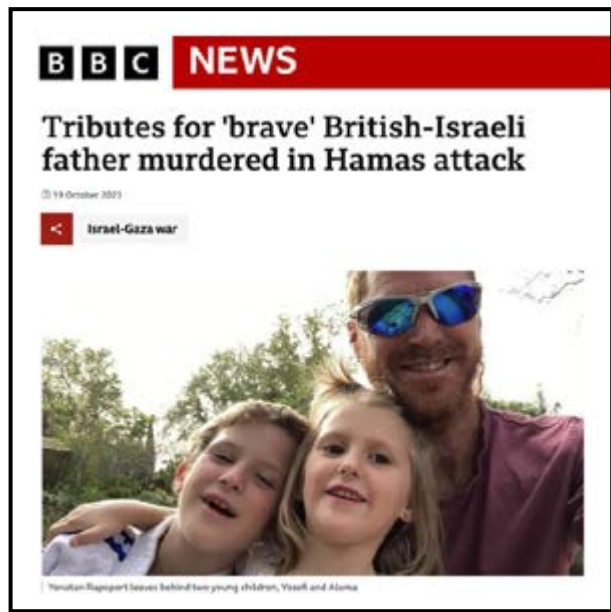 BBC NEWS
Tributes for 'brave' British-Israeli
father murdered in Hamas attack
19 October 2023
Israel-Gaza war
Yonatan Rapoport leaves behind two young children, Yosefi and Aluma